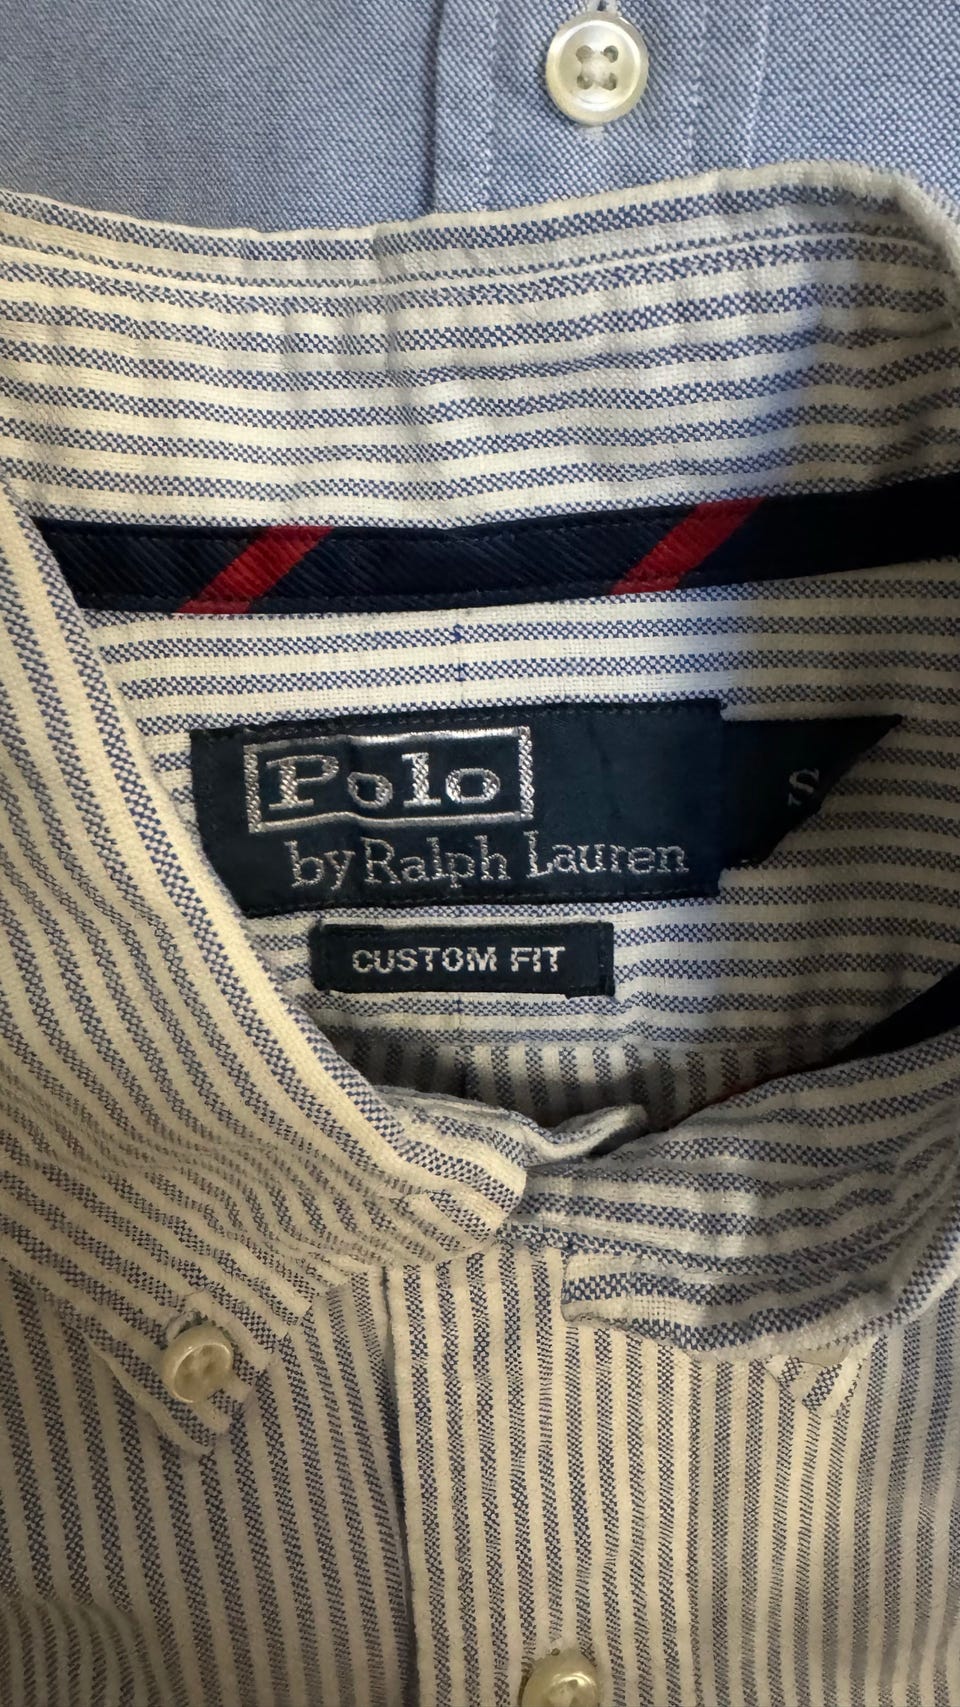 Polo
by Ralph Lauren
S
CUSTOM FIT